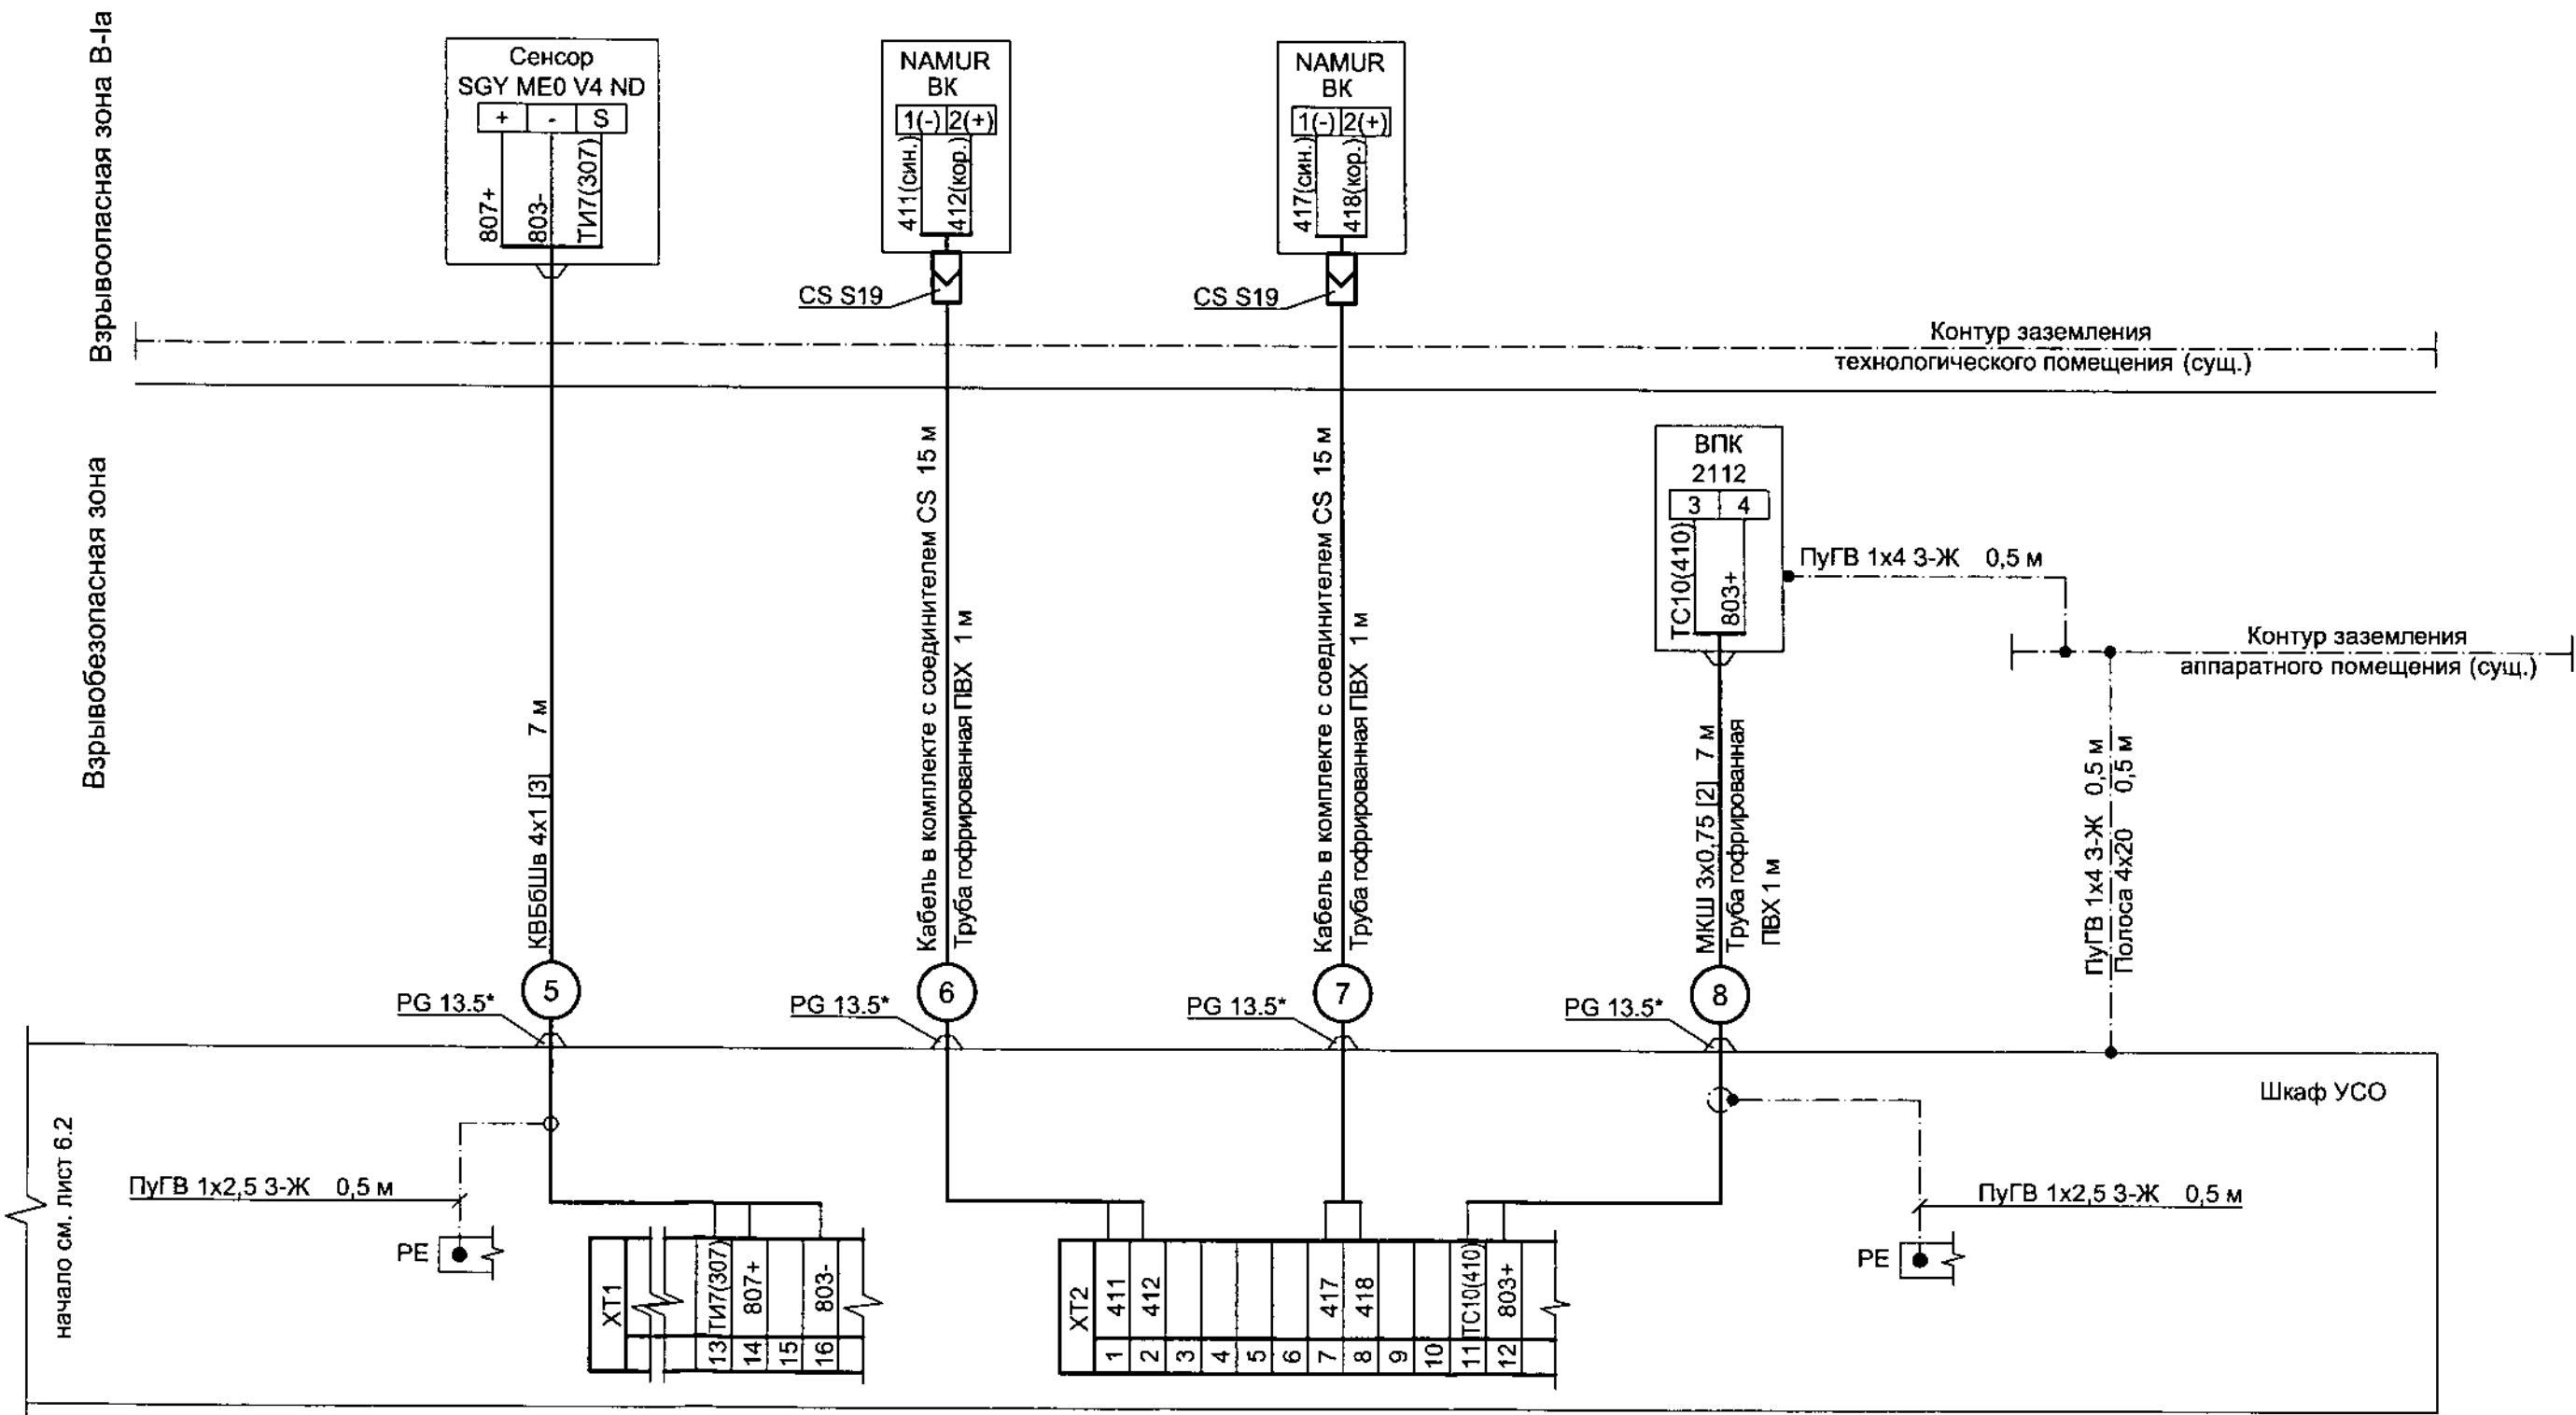 Взрывоопасная зона В-Iа
Сенсор
SGY ME0 V4 ND
+ - S
807+
803-
ТИ7(307)
NAMUR
ВК
1(-) 2(+)
411(син.)
412(кор.)
CS S19
NAMUR
ВК
1(-) 2(+)
417(син.)
418(кор.)
CS S19
Контур заземления
технологического помещения (сущ.)
Взрывобезопасная зона
КВБбШв 4х1 [3] 7 м
Кабель в комплекте с соединителем CS 15 м
Труба гофрированная ПВХ 1 м
Кабель в комплекте с соединителем CS 15 м
Труба гофрированная ПВХ 1 м
ВПК
2112
3 4
ТС10(410)
803+
МКШ 3х0,75 [2] 7 м
Труба гофрированная
ПВХ 1 м
ПуГВ 1х4 З-Ж 0,5 м
Контур заземления
аппаратного помещения (сущ.)
ПуГВ 1х4 З-Ж 0,5 м
Полоса 4х20 0,5 м
5
6
7
8
PG 13.5*
PG 13.5*
PG 13.5*
PG 13.5*
Шкаф УСО
начало см. лист 6.2
ПуГВ 1х2,5 З-Ж 0,5 м
PE
XT1
ТИ7(307)
807+
803-
13 14 15 16
XT2
411
412
417
418
ТС10(410)
803+
1 2 3 4 5 6 7 8 9 10 11 12
ПуГВ 1х2,5 З-Ж 0,5 м
PE